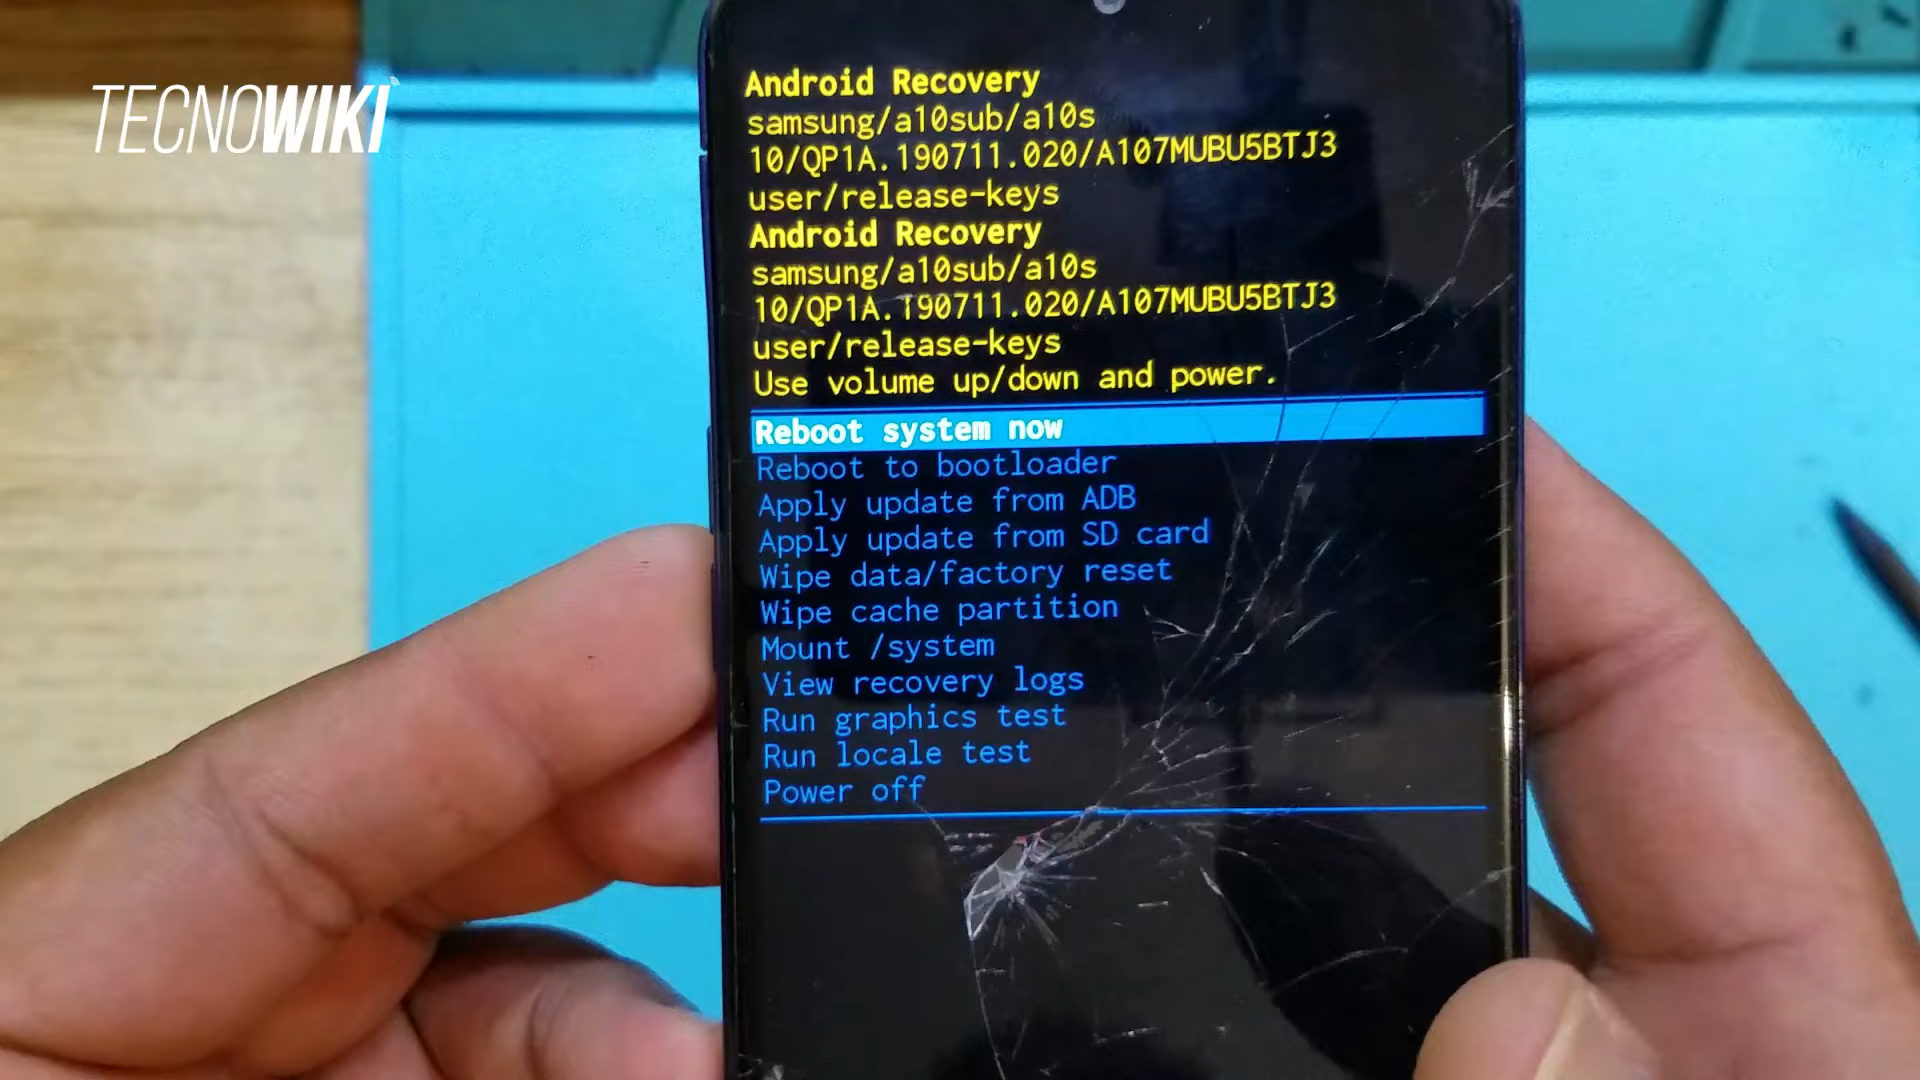 TECNOWIKI
Android Recovery
samsung/a10sub/a10s
10/QP1A.190711.020/A107MUBU5BTJ3
user/release-keys
Android Recovery
samsung/a10sub/a10s
10/QP1A.190711.020/A107MUBU5BTJ3
user/release-keys
Use volume up/down and power.
Reboot system now
Reboot to bootloader
Apply update from ADB
Apply update from SD card
Wipe data/factory reset
Wipe cache partition
Mount /system
View recovery logs
Run graphics test
Run locale test
Power off